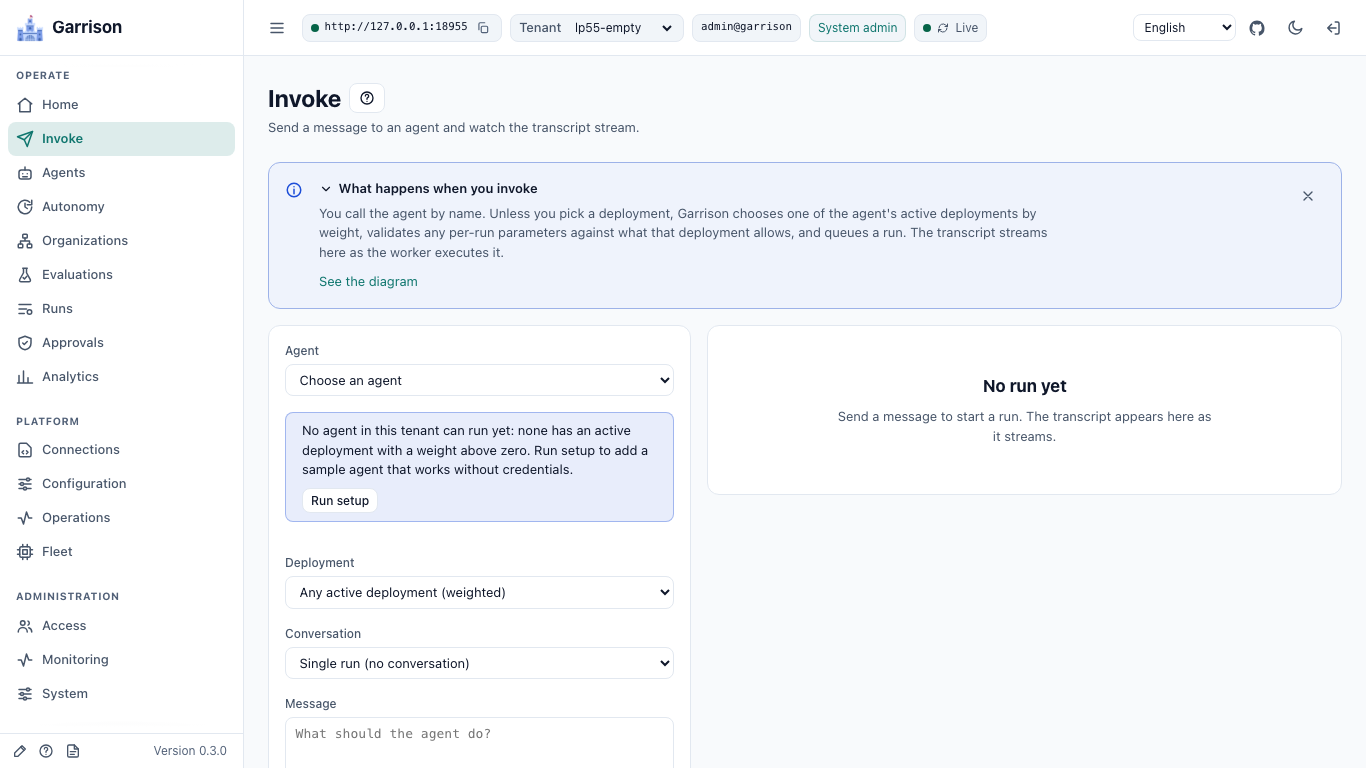 Garrison
http://127.0.0.1:18955
Tenant lp55-empty
admin@garrison
System admin
Live
English
OPERATE
Home
Invoke
Agents
Autonomy
Organizations
Evaluations
Runs
Approvals
Analytics
PLATFORM
Connections
Configuration
Operations
Fleet
ADMINISTRATION
Access
Monitoring
System
Version 0.3.0
Invoke
Send a message to an agent and watch the transcript stream.
What happens when you invoke
You call the agent by name. Unless you pick a deployment, Garrison chooses one of the agent's active deployments by
weight, validates any per-run parameters against what that deployment allows, and queues a run. The transcript streams
here as the worker executes it.
See the diagram
Agent
Choose an agent
No agent in this tenant can run yet: none has an active
deployment with a weight above zero. Run setup to add a
sample agent that works without credentials.
Run setup
Deployment
Any active deployment (weighted)
Conversation
Single run (no conversation)
Message
What should the agent do?
No run yet
Send a message to start a run. The transcript appears here as
it streams.